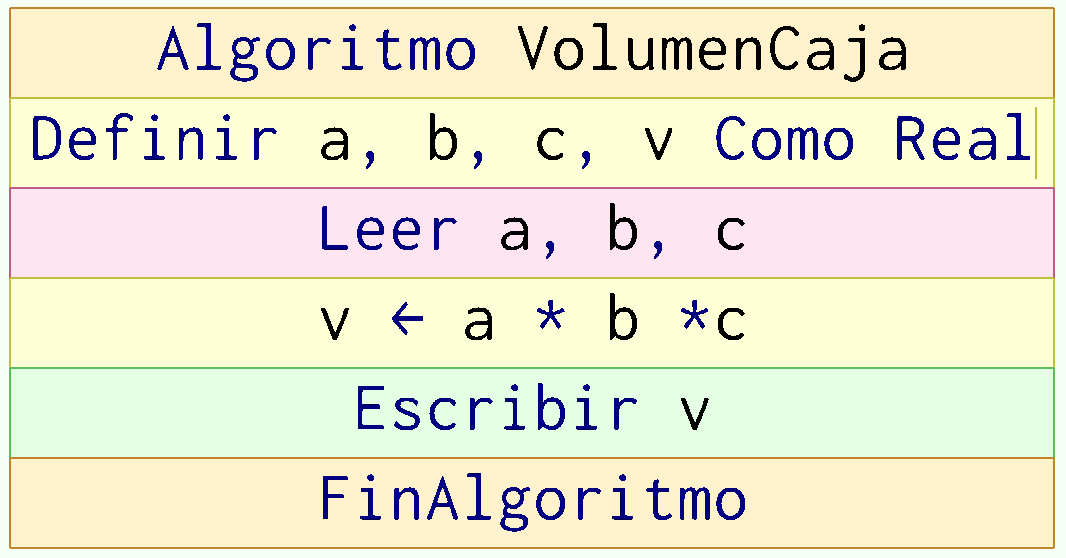 Algoritmo VolumenCaja
Definir a, b, c, v Como Real
Leer a, b, c
v ← a * b *c
Escribir v
FinAlgoritmo